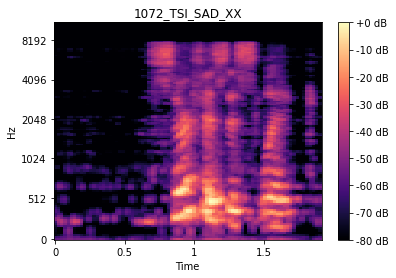 1072_TSI_SAD_XX
+0 dB
8192
-10 dB
4096
-20 dB
-30 dB
2048
-40 dB
Hz
1024
-50 dB
512
-60 dB
-70 dB
0
-80 dB
0 0.5 1 1.5
Time